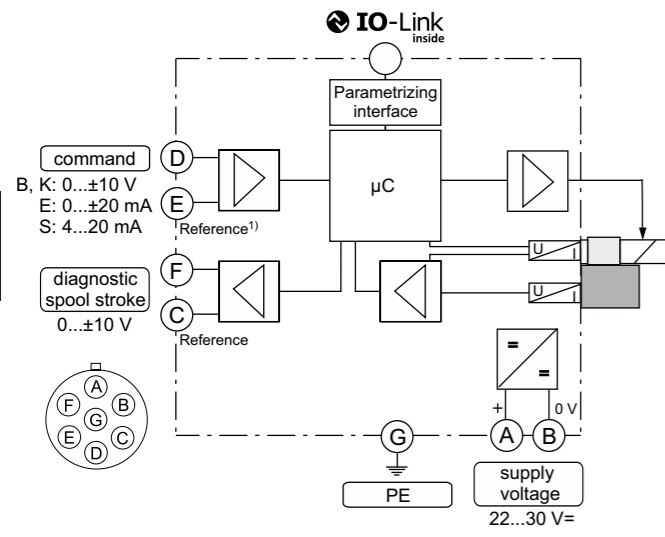 IO-Link
inside
Parametrizing
interface
command
B, K: 0...±10 V
E: 0...±20 mA
S: 4...20 mA
D
E
Reference¹⁾
µC
diagnostic
spool stroke
0...±10 V
F
C
Reference
U
I
U
I
=
=
+
0 V
A
B
supply
voltage
22...30 V=
G
PE
A
F
B
G
E
C
D